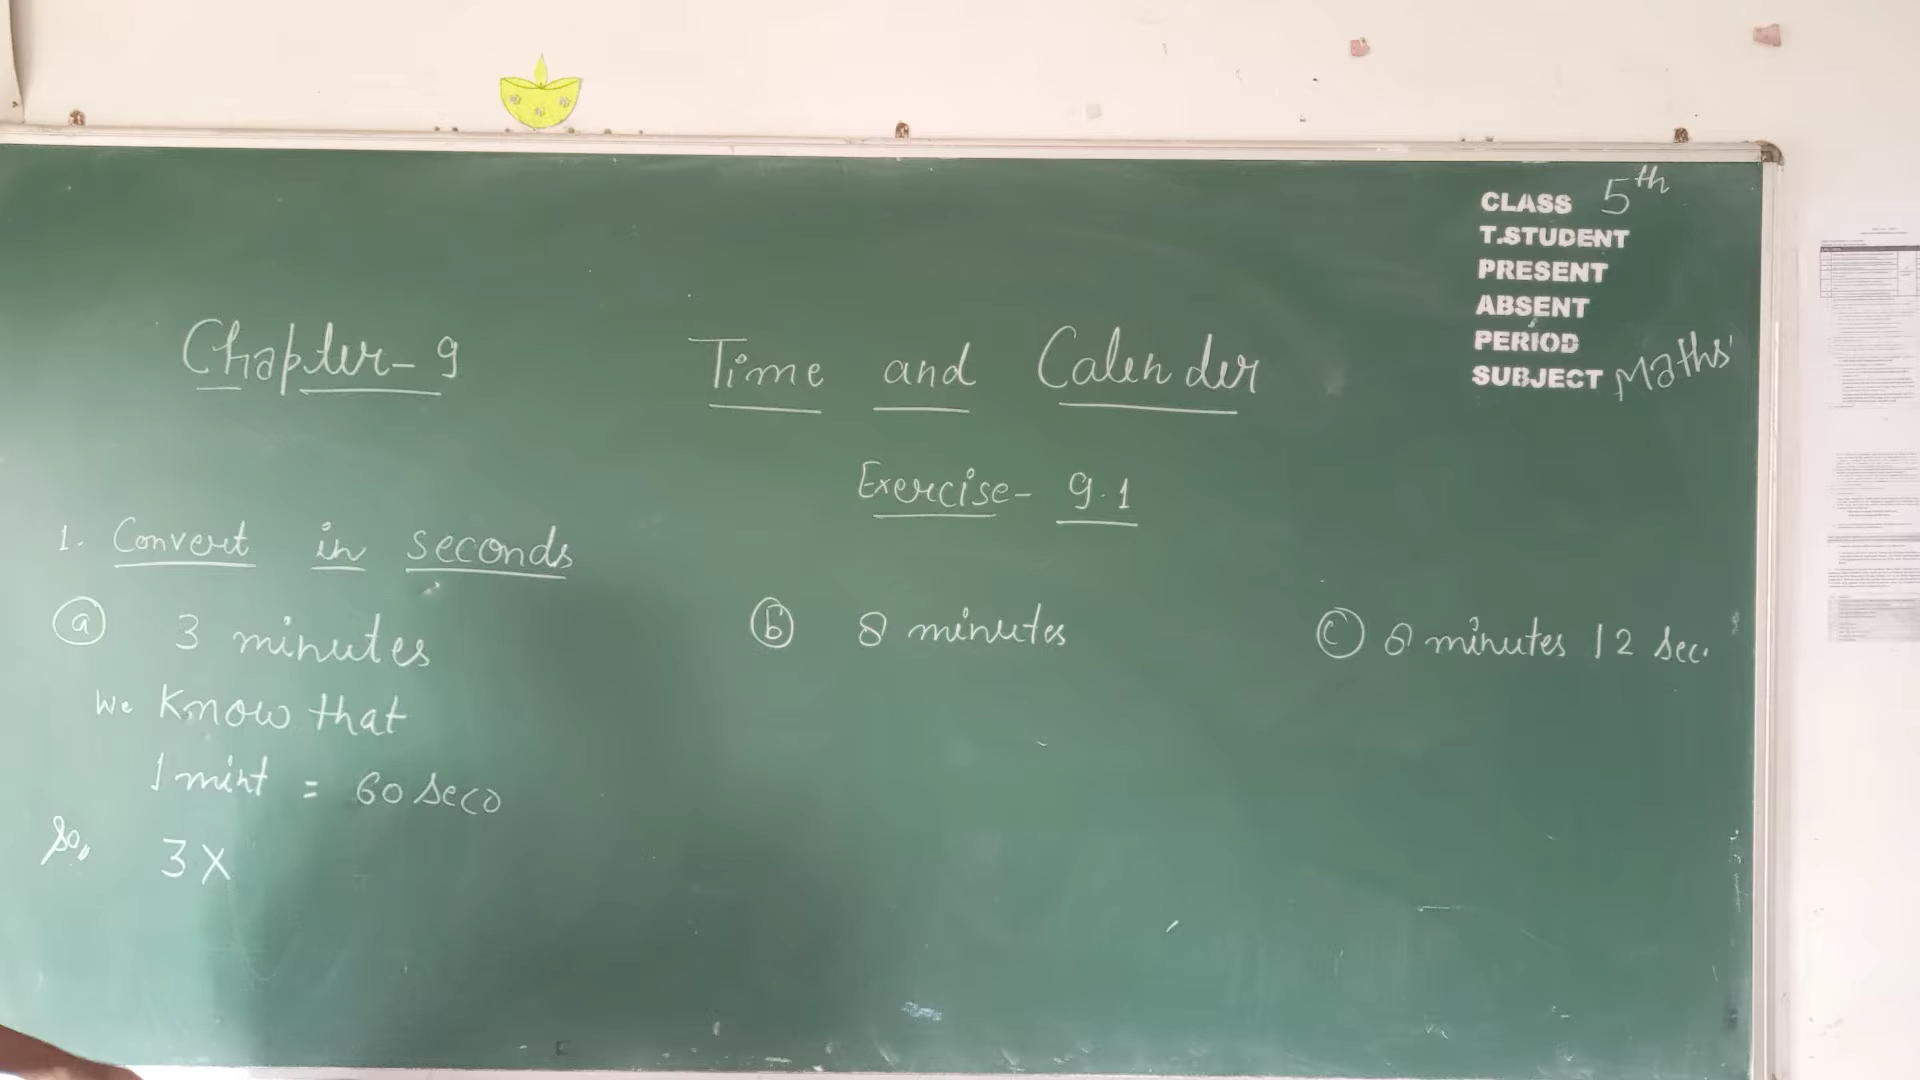 CLASS 5th
T.STUDENT
PRESENT
ABSENT
PERIOD
SUBJECT Maths
Chapter-9 Time and Calender
Exercise- 9.1
1. Convert in seconds
(a) 3 minutes
(b) 8 minutes
(c) 8 minutes 12 sec.
We Know that
1 mint = 60 seco
So,, 3 X